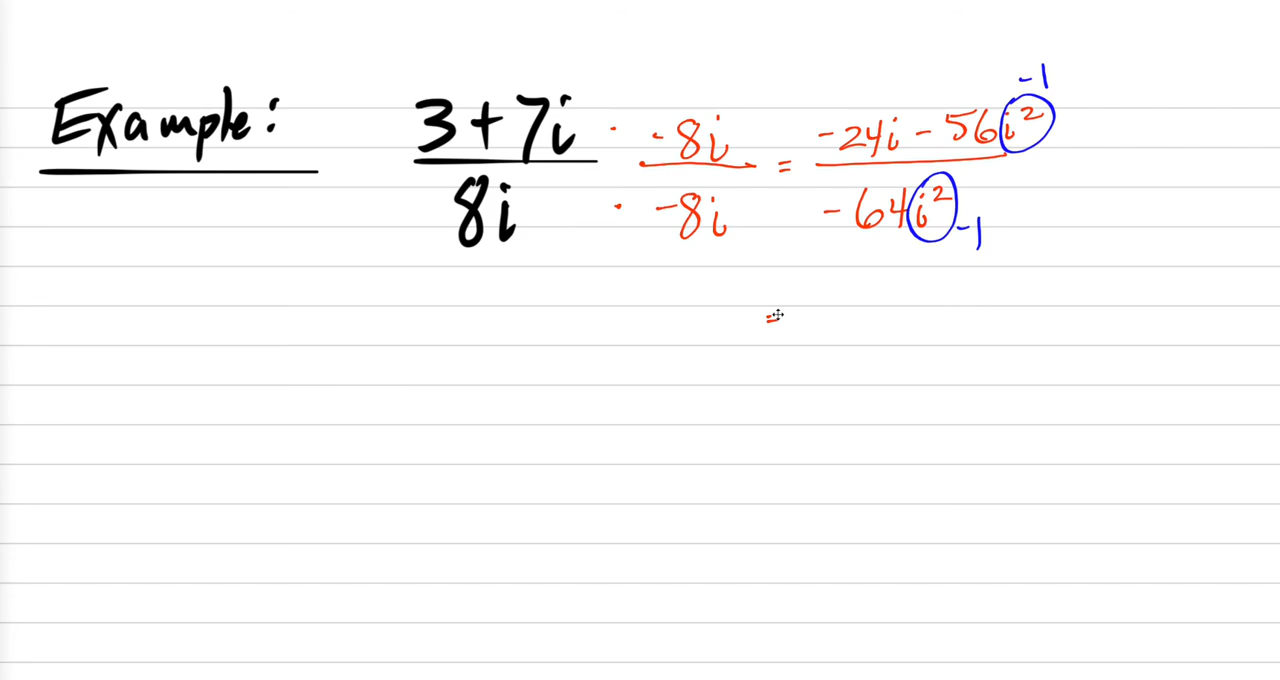 Example: (3 + 7i)/(8i) · (-8i)/(-8i) = (-24i - 56i²)/(-64i²) -1 -1
=